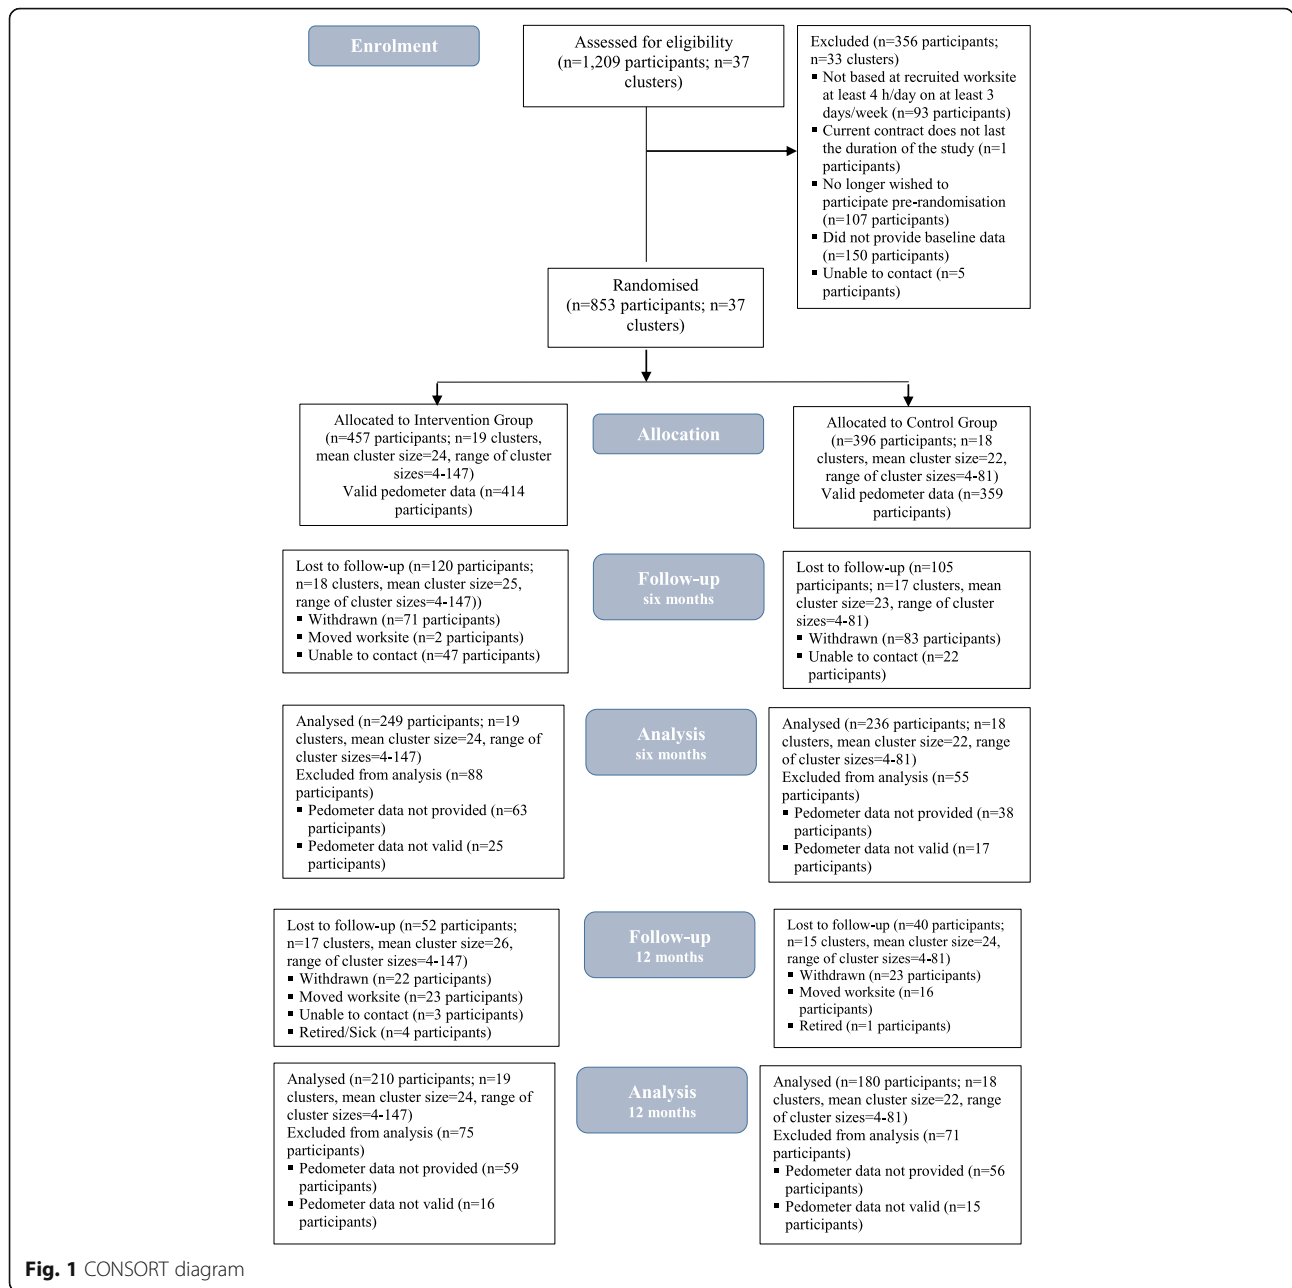 Enrolment
Assessed for eligibility
(n=1,209 participants; n=37
clusters)
Excluded (n=356 participants;
n=33 clusters)
▪ Not based at recruited worksite
at least 4 h/day on at least 3
days/week (n=93 participants)
▪ Current contract does not last
the duration of the study (n=1
participants)
▪ No longer wished to
participate pre-randomisation
(n=107 participants)
▪ Did not provide baseline data
(n=150 participants)
▪ Unable to contact (n=5
participants)
Randomised
(n=853 participants; n=37
clusters)
Allocated to Intervention Group
(n=457 participants; n=19 clusters,
mean cluster size=24, range of cluster
sizes=4-147)
Valid pedometer data (n=414
participants)
Allocation
Allocated to Control Group
(n=396 participants; n=18
clusters, mean cluster size=22,
range of cluster sizes=4-81)
Valid pedometer data (n=359
participants)
Lost to follow-up (n=120 participants;
n=18 clusters, mean cluster size=25,
range of cluster sizes=4-147))
▪ Withdrawn (n=71 participants)
▪ Moved worksite (n=2 participants)
▪ Unable to contact (n=47 participants)
Follow-up
six months
Lost to follow-up (n=105
participants; n=17 clusters, mean
cluster size=23, range of cluster
sizes=4-81)
▪ Withdrawn (n=83 participants)
▪ Unable to contact (n=22
participants)
Analysed (n=249 participants; n=19
clusters, mean cluster size=24, range of
cluster sizes=4-147)
Excluded from analysis (n=88
participants)
▪ Pedometer data not provided (n=63
participants)
▪ Pedometer data not valid (n=25
participants)
Analysis
six months
Analysed (n=236 participants; n=18
clusters, mean cluster size=22, range
of cluster sizes=4-81)
Excluded from analysis (n=55
participants)
▪ Pedometer data not provided (n=38
participants)
▪ Pedometer data not valid (n=17
participants)
Lost to follow-up (n=52 participants;
n=17 clusters, mean cluster size=26,
range of cluster sizes=4-147)
▪ Withdrawn (n=22 participants)
▪ Moved worksite (n=23 participants)
▪ Unable to contact (n=3 participants)
▪ Retired/Sick (n=4 participants)
Follow-up
12 months
Lost to follow-up (n=40 participants;
n=15 clusters, mean cluster size=24,
range of cluster sizes=4-81)
▪ Withdrawn (n=23 participants)
▪ Moved worksite (n=16
participants)
▪ Retired (n=1 participants)
Analysed (n=210 participants; n=19
clusters, mean cluster size=24, range of
cluster sizes=4-147)
Excluded from analysis (n=75
participants)
▪ Pedometer data not provided (n=59
participants)
▪ Pedometer data not valid (n=16
participants)
Analysis
12 months
Analysed (n=180 participants; n=18
clusters, mean cluster size=22, range
of cluster sizes=4-81)
Excluded from analysis (n=71
participants)
▪ Pedometer data not provided (n=56
participants)
▪ Pedometer data not valid (n=15
participants)
Fig. 1 CONSORT diagram